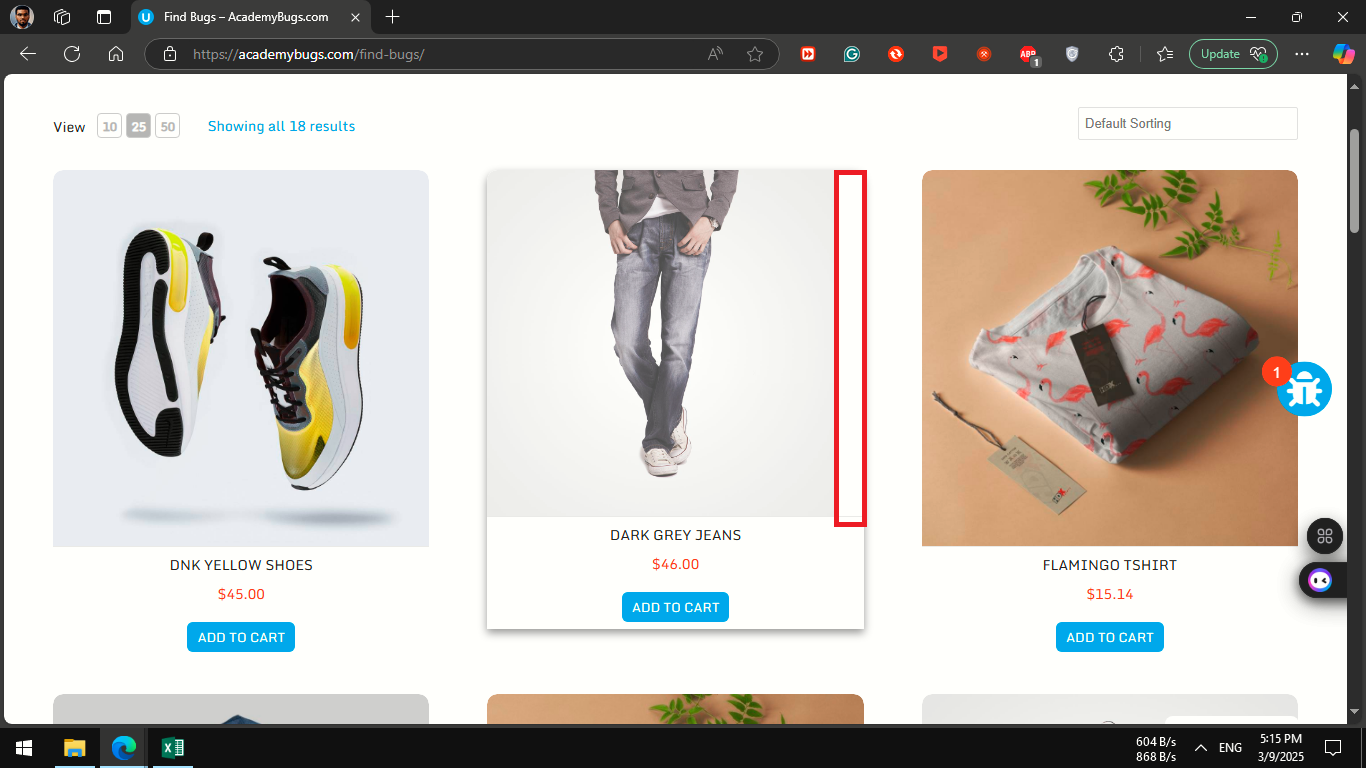 Find Bugs – AcademyBugs.com
https://academybugs.com/find-bugs/
ABP
1
Update
View 10 25 50 Showing all 18 results
Default Sorting
1
DNK YELLOW SHOES
$45.00
ADD TO CART
DARK GREY JEANS
$46.00
ADD TO CART
FLAMINGO TSHIRT
$15.14
ADD TO CART
604 B/s
868 B/s
ENG
5:15 PM
3/9/2025